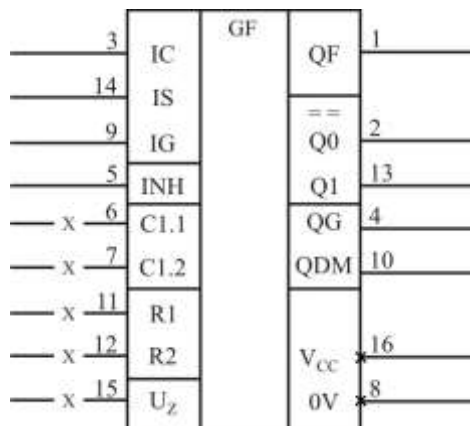 GF
3 IC QF 1
14 IS
9 IG = = Q0 2
5 INH Q1 13
X 6 C1.1 QG 4
X 7 C1.2 QDM 10
X 11 R1
X 12 R2 VCC 16
X 15 UZ 0V 8